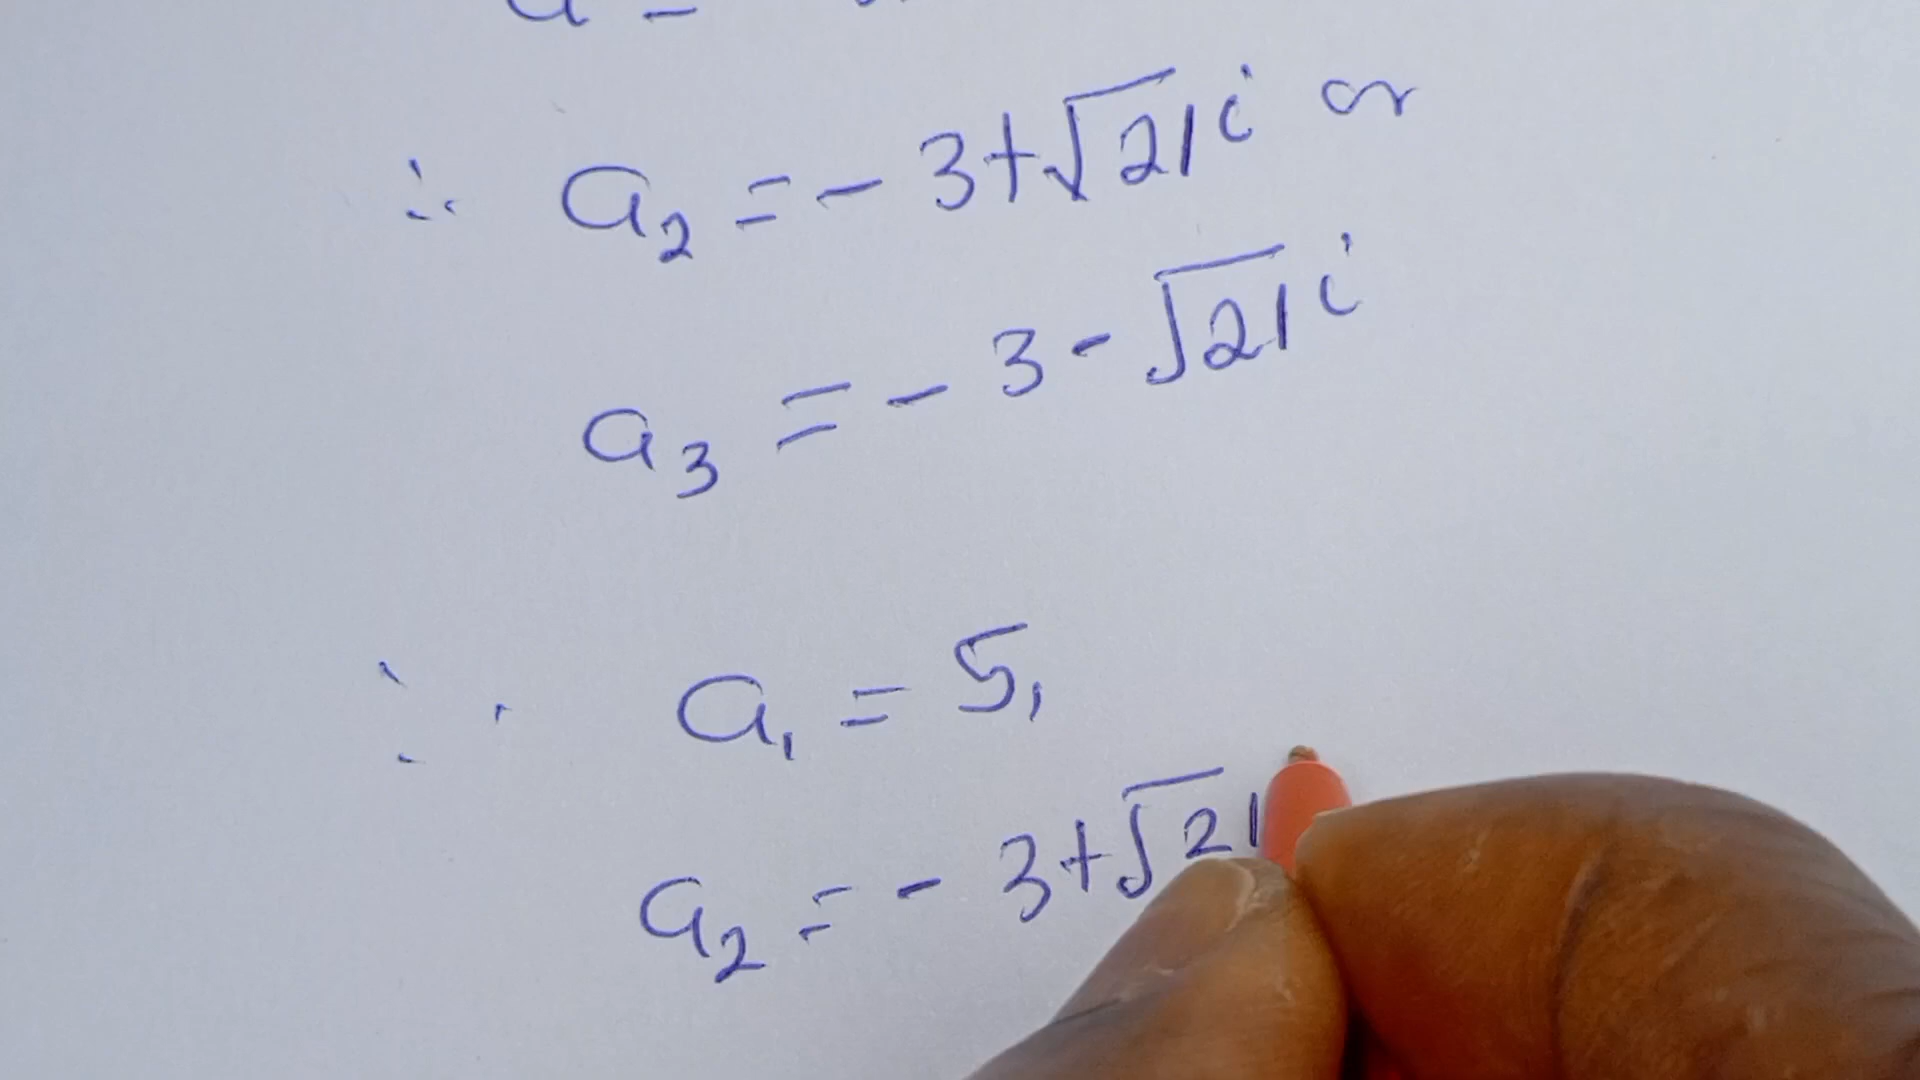 ∴ a₂ = - 3+√21 i or
a₃ = - 3 - √21 i
∴ a₁ = 5,
a₂ = - 3+√21